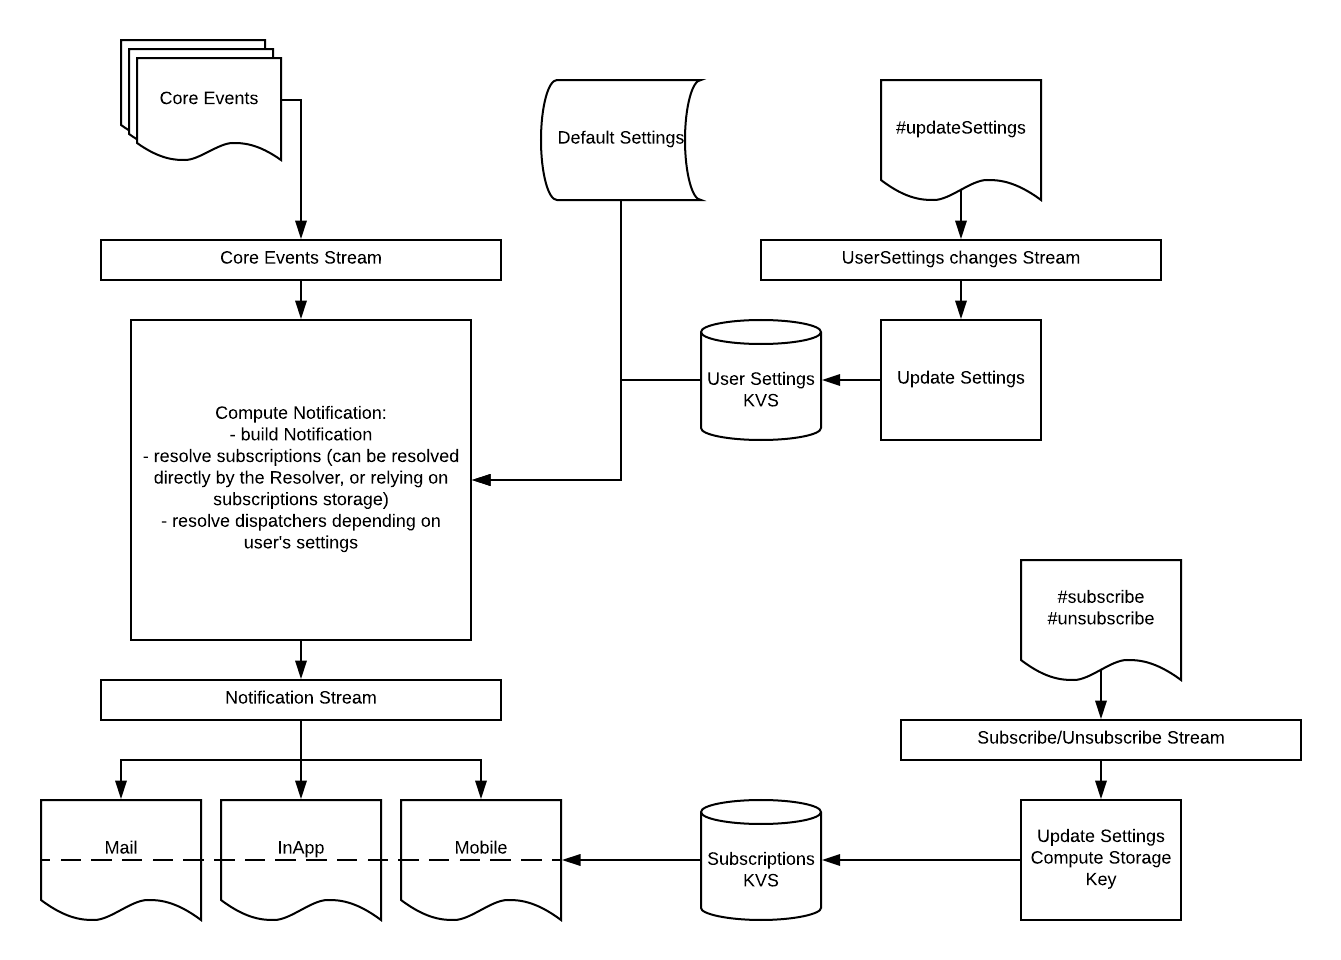 Core Events
Default Settings
#updateSettings
Core Events Stream
UserSettings changes Stream
Compute Notification:
- build Notification
- resolve subscriptions (can be resolved
directly by the Resolver, or relying on
subscriptions storage)
- resolve dispatchers depending on
user's settings
User Settings
KVS
Update Settings
#subscribe
#unsubscribe
Notification Stream
Subscribe/Unsubscribe Stream
Mail
InApp
Mobile
Subscriptions
KVS
Update Settings
Compute Storage
Key